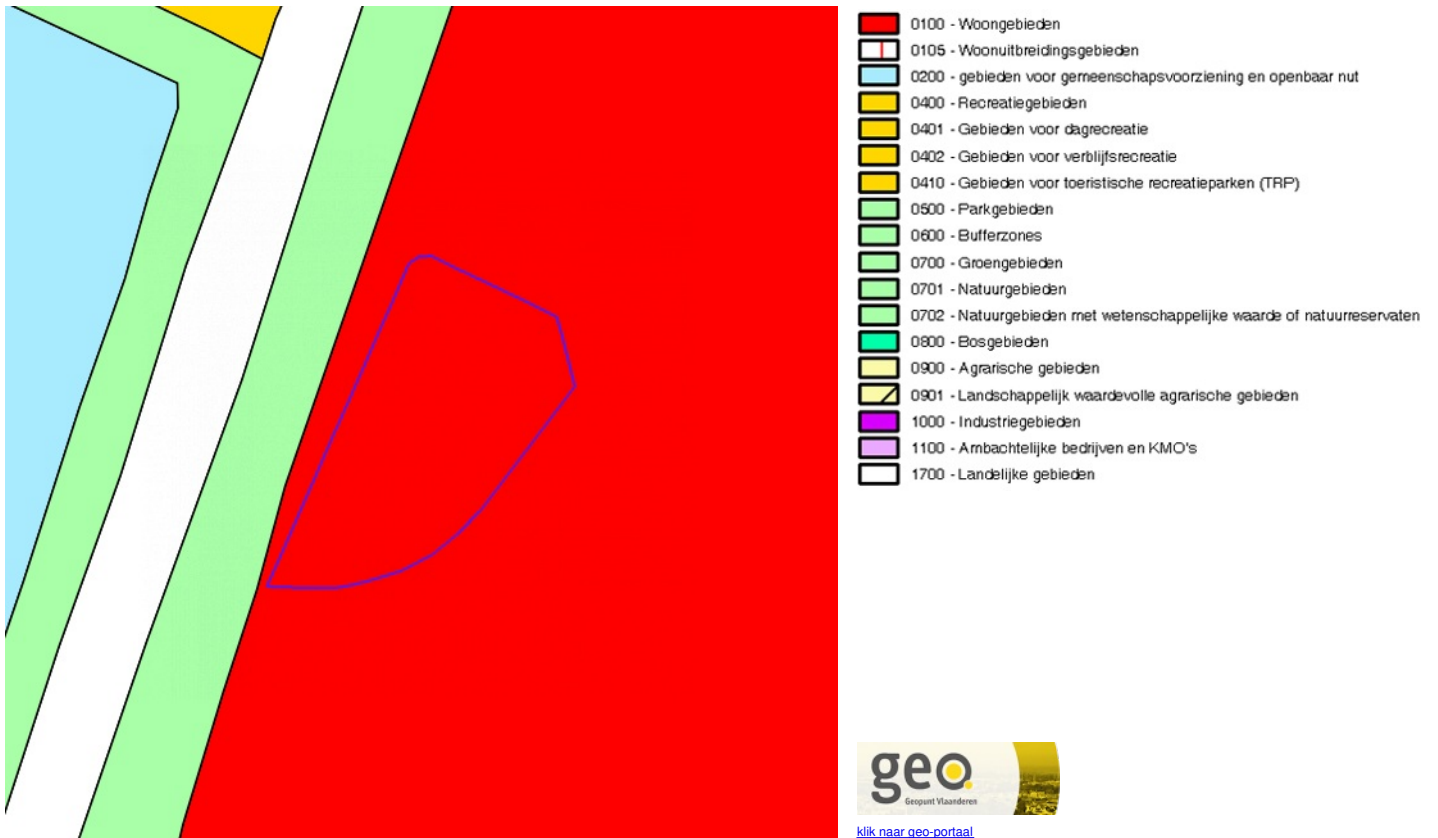 0100 - Woongebieden
0105 - Woonuitbreidingsgebieden
0200 - gebieden voor gemeenschapsvoorziening en openbaar nut
0400 - Recreatiegebieden
0401 - Gebieden voor dagrecreatie
0402 - Gebieden voor verblijfsrecreatie
0410 - Gebieden voor toeristische recreatieparken (TRP)
0500 - Parkgebieden
0600 - Bufferzones
0700 - Groengebieden
0701 - Natuurgebieden
0702 - Natuurgebieden met wetenschappelijke waarde of natuurreservaten
0800 - Bosgebieden
0900 - Agrarische gebieden
0901 - Landschappelijk waardevolle agrarische gebieden
1000 - Industriegebieden
1100 - Ambachtelijke bedrijven en KMO's
1700 - Landelijke gebieden
geo
Geopunt Vlaanderen
klik naar geo-portaal